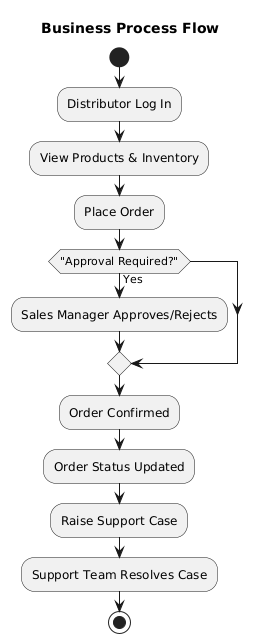 Business Process Flow
Distributor Log In
View Products & Inventory
Place Order
"Approval Required?"
Yes
Sales Manager Approves/Rejects
Order Confirmed
Order Status Updated
Raise Support Case
Support Team Resolves Case